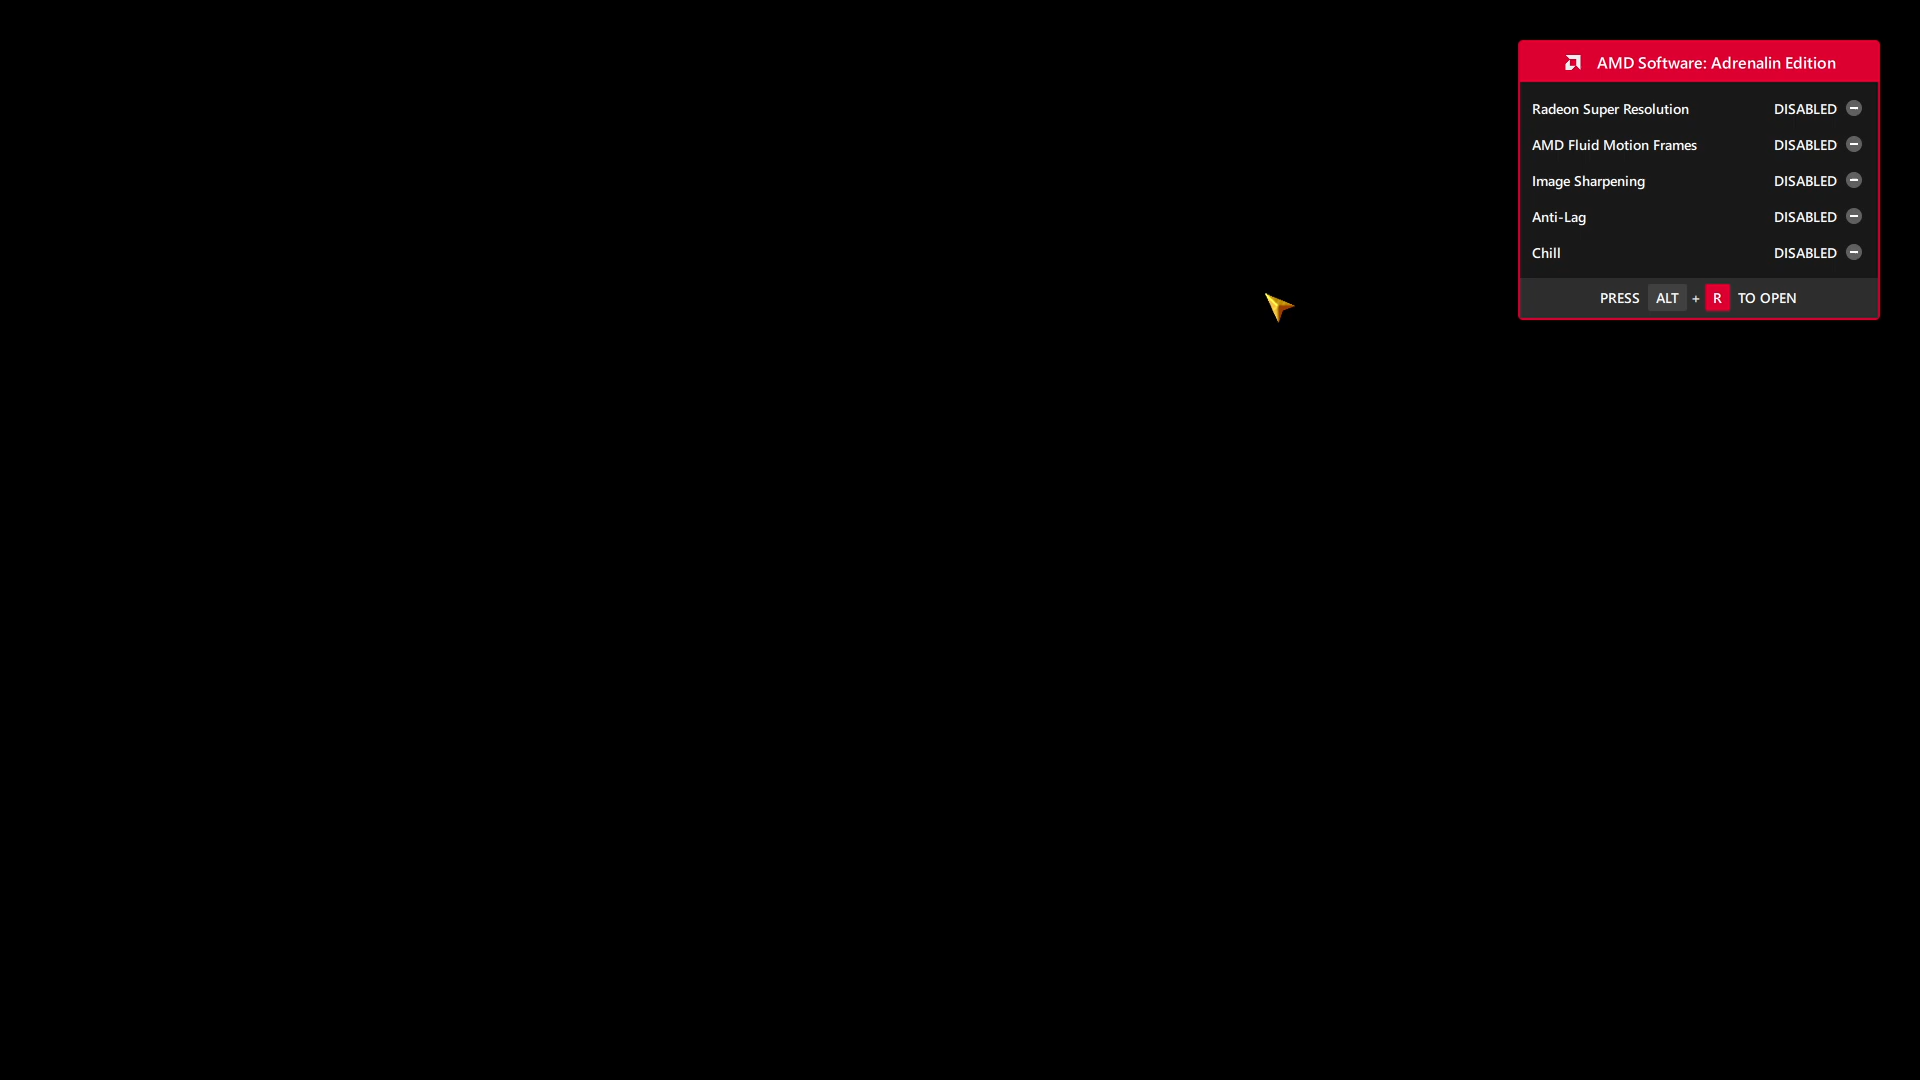 AMD Software: Adrenalin Edition
Radeon Super Resolution DISABLED
AMD Fluid Motion Frames DISABLED
Image Sharpening DISABLED
Anti-Lag DISABLED
Chill DISABLED
PRESS ALT + R TO OPEN